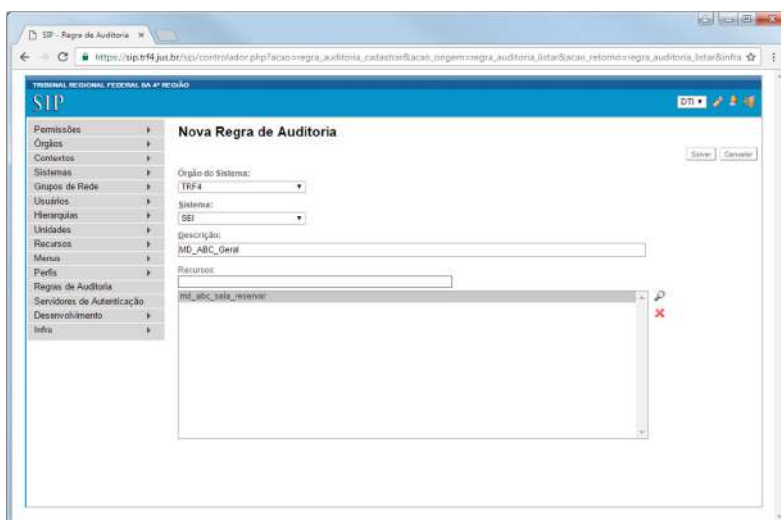 SIP - Regra de Auditoria
https://sip.trf4.jus.br/sip/controlador.php?acao=regra_auditoria_cadastrar&acao_origem=regra_auditoria_listar&acao_retorno=regra_auditoria_listar&infra
TRIBUNAL REGIONAL FEDERAL DA 4ª REGIÃO
SIP
DTI
Permissões
Órgãos
Contextos
Sistemas
Grupos de Rede
Usuários
Hierarquias
Unidades
Recursos
Menus
Perfis
Regras de Auditoria
Servidores de Autenticação
Desenvolvimento
Infra
Nova Regra de Auditoria
Salvar Cancelar
Órgão do Sistema:
TRF4
Sistema:
SEI
Descrição:
MD_ABC_Geral
Recursos
md_abc_sala_reservar